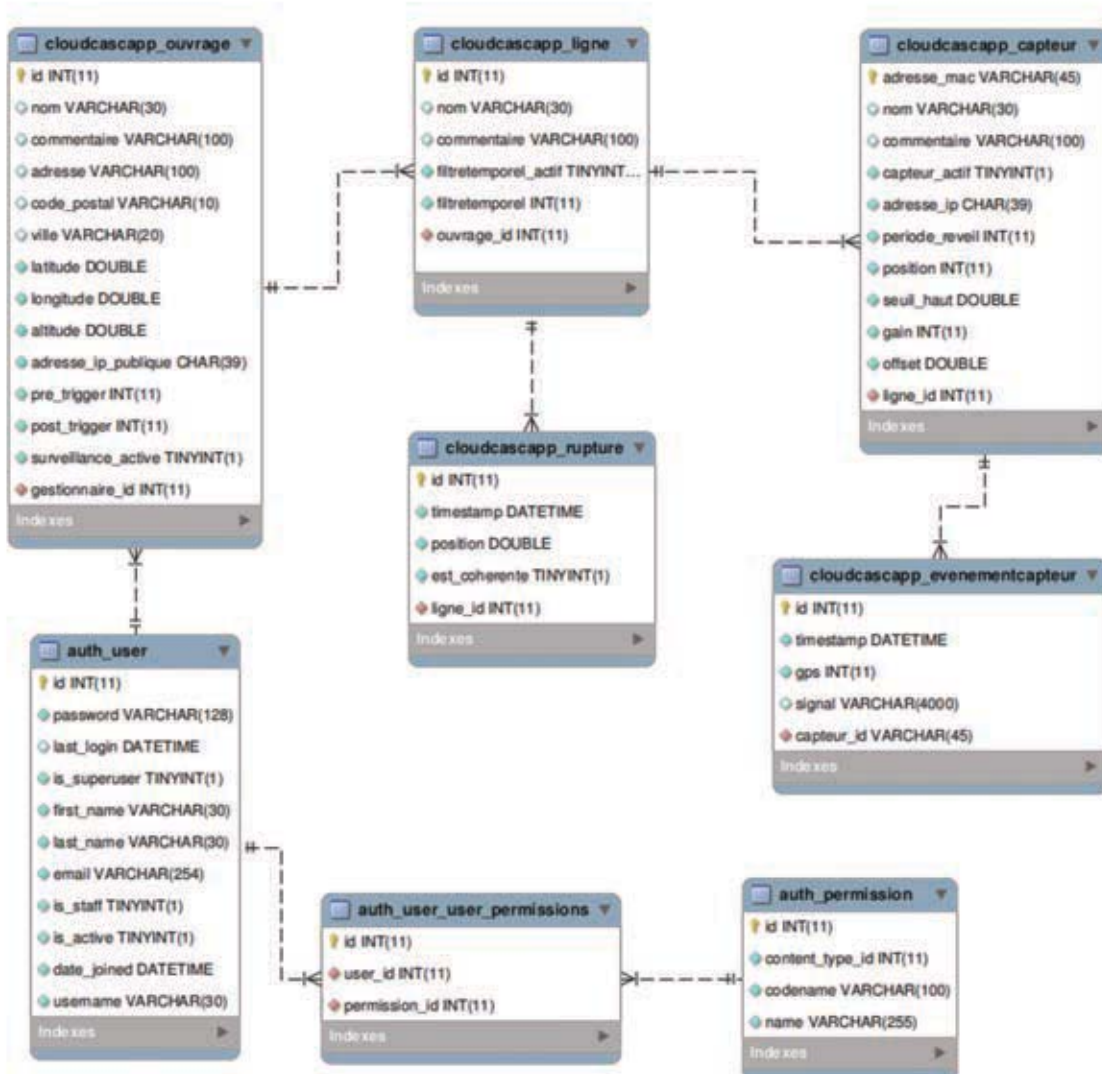 cloudcascapp_ouvrage
id INT(11)
nom VARCHAR(30)
commentaire VARCHAR(100)
adresse VARCHAR(100)
code_postal VARCHAR(10)
ville VARCHAR(20)
latitude DOUBLE
longitude DOUBLE
altitude DOUBLE
adresse_ip_publique CHAR(39)
pre_trigger INT(11)
post_trigger INT(11)
surveillance_active TINYINT(1)
gestionnaire_id INT(11)
Indexes
cloudcascapp_ligne
id INT(11)
nom VARCHAR(30)
commentaire VARCHAR(100)
filtretemporel_actif TINYINT...
filtretemporel INT(11)
ouvrage_id INT(11)
Indexes
cloudcascapp_capteur
adresse_mac VARCHAR(45)
nom VARCHAR(30)
commentaire VARCHAR(100)
capteur_actif TINYINT(1)
adresse_ip CHAR(39)
periode_reveil INT(11)
position INT(11)
seuil_haut DOUBLE
gain INT(11)
offset DOUBLE
ligne_id INT(11)
Indexes
cloudcascapp_rupture
id INT(11)
timestamp DATETIME
position DOUBLE
est_coherente TINYINT(1)
ligne_id INT(11)
Indexes
cloudcascapp_evenementcapteur
id INT(11)
timestamp DATETIME
gps INT(11)
signal VARCHAR(4000)
capteur_id VARCHAR(45)
Indexes
auth_user
id INT(11)
password VARCHAR(128)
last_login DATETIME
is_superuser TINYINT(1)
first_name VARCHAR(30)
last_name VARCHAR(30)
email VARCHAR(254)
is_staff TINYINT(1)
is_active TINYINT(1)
date_joined DATETIME
username VARCHAR(30)
Indexes
auth_user_user_permissions
id INT(11)
user_id INT(11)
permission_id INT(11)
Indexes
auth_permission
id INT(11)
content_type_id INT(11)
codename VARCHAR(100)
name VARCHAR(255)
Indexes